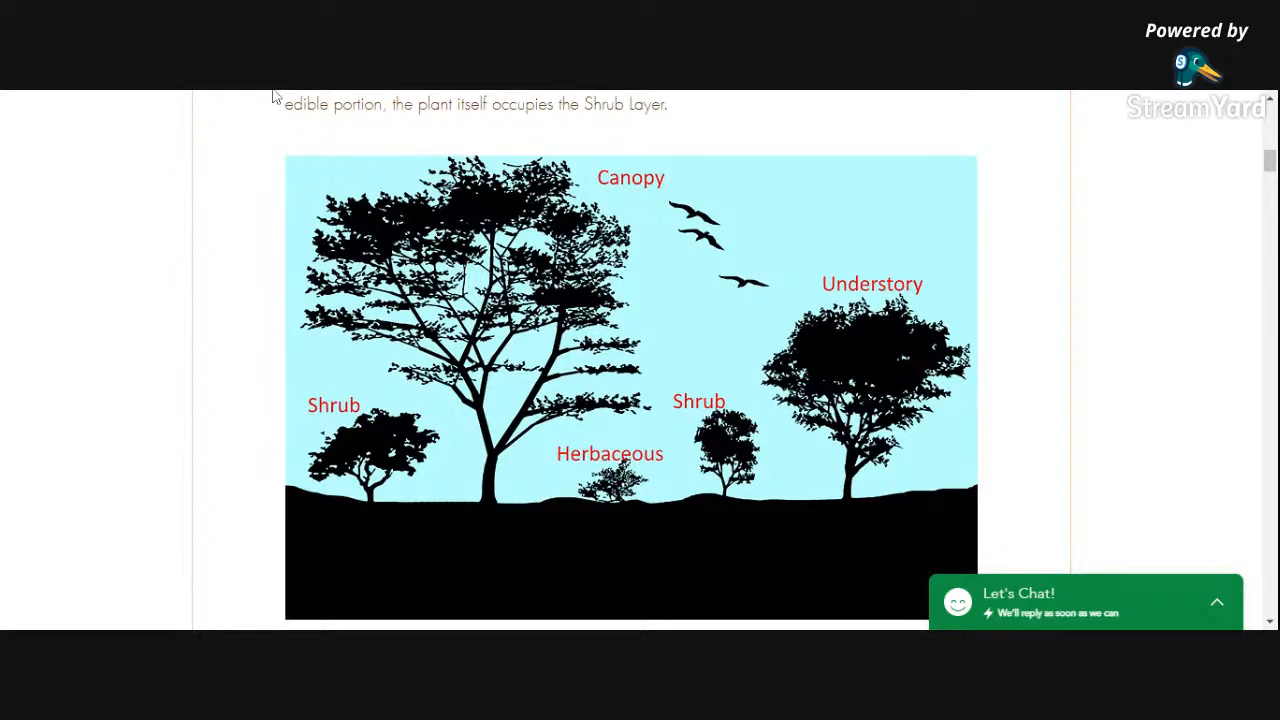 Powered by
StreamYard
edible portion, the plant itself occupies the Shrub Layer.
Canopy
Understory
Shrub
Shrub
Herbaceous
Let's Chat!
We'll reply as soon as we can